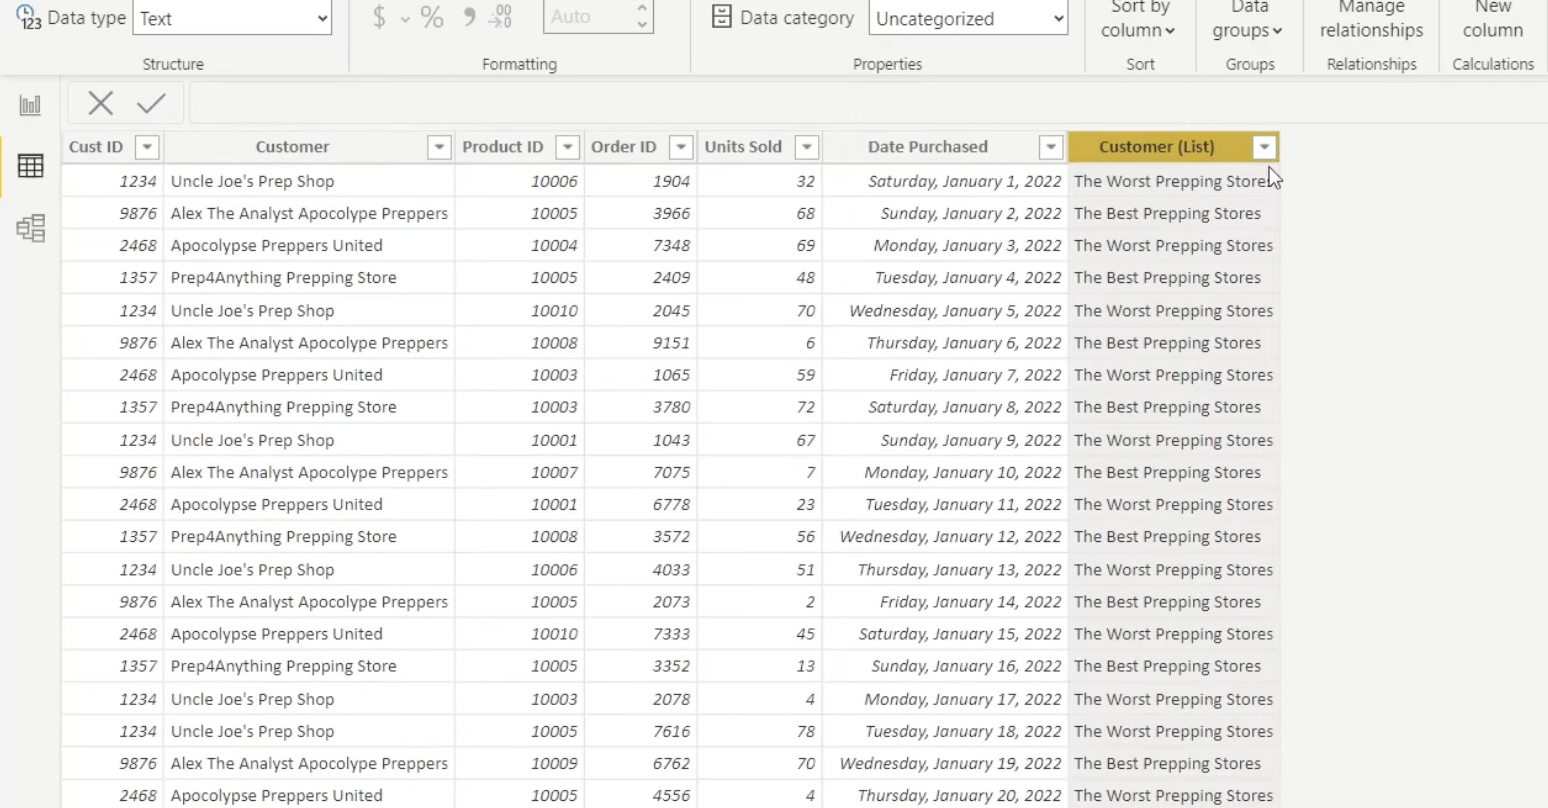 123 Data type Text $ % 9 .00 →.0 Auto Data category Uncategorized Sort by column Data groups Manage relationships New column
Structure Formatting Properties Sort Groups Relationships Calculations
Cust ID Customer Product ID Order ID Units Sold Date Purchased Customer (List)
1234 Uncle Joe's Prep Shop 10006 1904 32 Saturday, January 1, 2022 The Worst Prepping Stores
9876 Alex The Analyst Apocolype Preppers 10005 3966 68 Sunday, January 2, 2022 The Best Prepping Stores
2468 Apocolypse Preppers United 10004 7348 69 Monday, January 3, 2022 The Worst Prepping Stores
1357 Prep4Anything Prepping Store 10005 2409 48 Tuesday, January 4, 2022 The Best Prepping Stores
1234 Uncle Joe's Prep Shop 10010 2045 70 Wednesday, January 5, 2022 The Worst Prepping Stores
9876 Alex The Analyst Apocolype Preppers 10008 9151 6 Thursday, January 6, 2022 The Best Prepping Stores
2468 Apocolypse Preppers United 10003 1065 59 Friday, January 7, 2022 The Worst Prepping Stores
1357 Prep4Anything Prepping Store 10003 3780 72 Saturday, January 8, 2022 The Best Prepping Stores
1234 Uncle Joe's Prep Shop 10001 1043 67 Sunday, January 9, 2022 The Worst Prepping Stores
9876 Alex The Analyst Apocolype Preppers 10007 7075 7 Monday, January 10, 2022 The Best Prepping Stores
2468 Apocolypse Preppers United 10001 6778 23 Tuesday, January 11, 2022 The Worst Prepping Stores
1357 Prep4Anything Prepping Store 10008 3572 56 Wednesday, January 12, 2022 The Best Prepping Stores
1234 Uncle Joe's Prep Shop 10006 4033 51 Thursday, January 13, 2022 The Worst Prepping Stores
9876 Alex The Analyst Apocolype Preppers 10005 2073 2 Friday, January 14, 2022 The Best Prepping Stores
2468 Apocolypse Preppers United 10010 7333 45 Saturday, January 15, 2022 The Worst Prepping Stores
1357 Prep4Anything Prepping Store 10005 3352 13 Sunday, January 16, 2022 The Best Prepping Stores
1234 Uncle Joe's Prep Shop 10003 2078 4 Monday, January 17, 2022 The Worst Prepping Stores
1234 Uncle Joe's Prep Shop 10005 7616 78 Tuesday, January 18, 2022 The Worst Prepping Stores
9876 Alex The Analyst Apocolype Preppers 10009 6762 70 Wednesday, January 19, 2022 The Best Prepping Stores
2468 Apocolypse Preppers United 10005 4556 4 Thursday, January 20, 2022 The Worst Prepping Stores